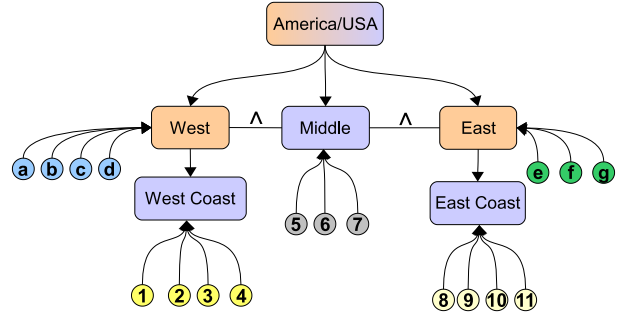 America/USA
West ^ Middle ^ East
a b c d
e f g
West Coast
East Coast
5 6 7
1 2 3 4
8 9 10 11